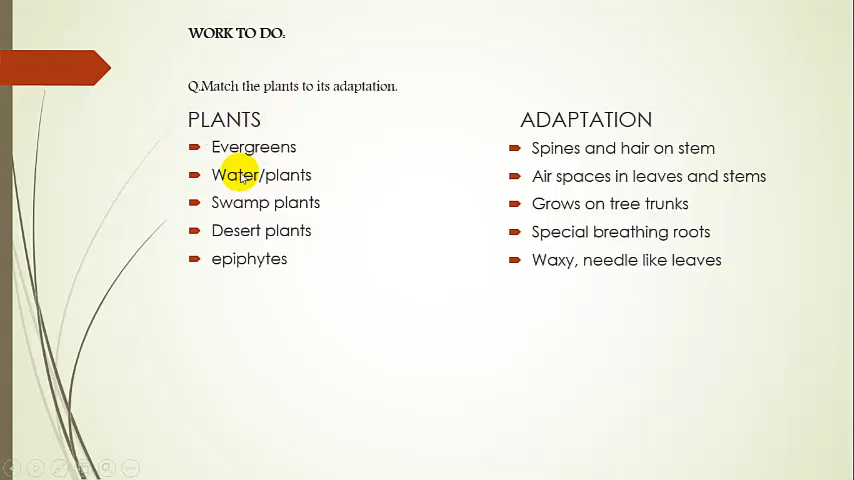 WORK TO DO:
Q.Match the plants to its adaptation.
PLANTS
Evergreens
Water/plants
Swamp plants
Desert plants
epiphytes
ADAPTATION
Spines and hair on stem
Air spaces in leaves and stems
Grows on tree trunks
Special breathing roots
Waxy, needle like leaves